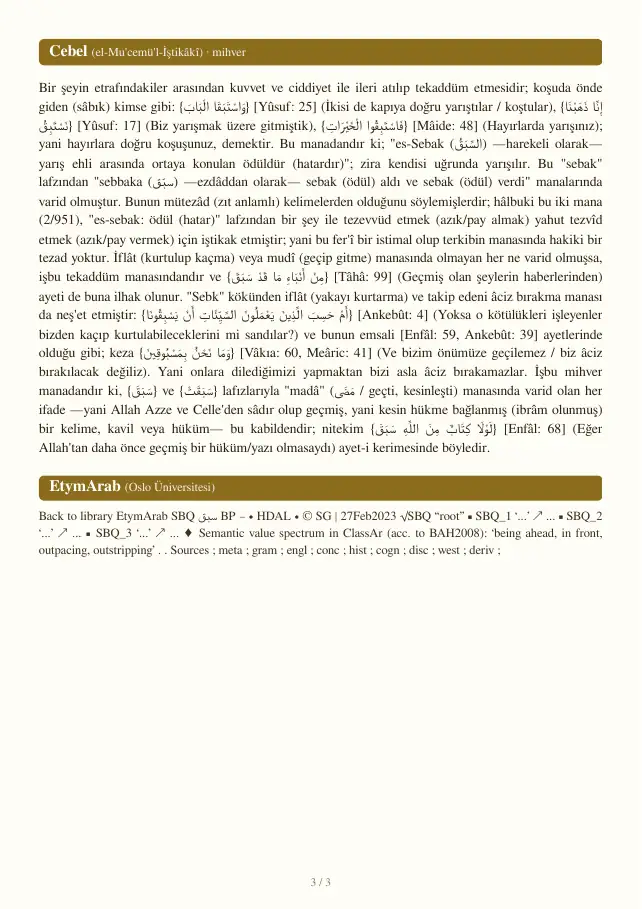 Cebel (el-Mu'cemü'l-İştikâkî) · mihver
Bir şeyin etrafındakiler arasından kuvvet ve ciddiyet ile ileri atılıp tekaddüm etmesidir; koşuda önde
giden (sâbık) kimse gibi: {وَاسْتَبَقَا الْبَابَ} [Yûsuf: 25] (İkisi de kapıya doğru yarıştılar / koştular), {إِنَّا ذَهَبْنَا
نَسْتَبِقُ} [Yûsuf: 17] (Biz yarışmak üzere gitmiştik), {فَاسْتَبِقُوا الْخَيْرَاتِ} [Mâide: 48] (Hayırlarda yarışınız);
yani hayırlara doğru koşuşunuz, demektir. Bu manadandır ki; "es-Sebak (السَّبَقُ) —harekeli olarak—
yarış ehli arasında ortaya konulan ödüldür (hatardır)"; zira kendisi uğrunda yarışılır. Bu "sebak"
lafzından "sebbaka (سبّق) —ezdâddan olarak— sebak (ödül) aldı ve sebak (ödül) verdi" manalarında
varid olmuştur. Bunun mütezâd (zıt anlamlı) kelimelerden olduğunu söylemişlerdir; hâlbuki bu iki mana
(2/951), "es-sebak: ödül (hatar)" lafzından bir şey ile tezevvüd etmek (azık/pay almak) yahut tezvîd
etmek (azık/pay vermek) için iştikak etmiştir; yani bu fer'î bir istimal olup terkibin manasında hakiki bir
tezad yoktur. İflât (kurtulup kaçma) veya mudî (geçip gitme) manasında olmayan her ne varid olmuşsa,
işbu tekaddüm manasındandır ve {مِنْ أَنْبَاءِ مَا قَدْ سَبَقَ} [Tâhâ: 99] (Geçmiş olan şeylerin haberlerinden)
ayeti de buna ilhak olunur. "Sebk" kökünden iflât (yakayı kurtarma) ve takip edeni âciz bırakma manası
da neş'et etmiştir: {أَمْ حَسِبَ الَّذِينَ يَعْمَلُونَ السَّيِّئَاتِ أَنْ يَسْبِقُونَا} [Ankebût: 4] (Yoksa o kötülükleri işleyenler
bizden kaçıp kurtulabileceklerini mi sandılar?) ve bunun emsali [Enfâl: 59, Ankebût: 39] ayetlerinde
olduğu gibi; keza {وَمَا نَحْنُ بِمَسْبُوقِينَ} [Vâkıa: 60, Meâric: 41] (Ve bizim önümüze geçilemez / biz âciz
bırakılacak değiliz). Yani onlara dilediğimizi yapmaktan bizi asla âciz bırakamazlar. İşbu mihver
manadandır ki, {سَبَقَ} ve {سَبَقَتْ} lafızlarıyla "madâ" (مَضَى / geçti, kesinleşti) manasında varid olan her
ifade —yani Allah Azze ve Celle'den sâdır olup geçmiş, yani kesin hükme bağlanmış (ibrâm olunmuş)
bir kelime, kavil veya hüküm— bu kabildendir; nitekim {لَوْلَا كِتَابٌ مِنَ اللَّهِ سَبَقَ} [Enfâl: 68] (Eğer
Allah'tan daha önce geçmiş bir hüküm/yazı olmasaydı) ayet-i kerimesinde böyledir.
EtymArab (Oslo Üniversitesi)
Back to library EtymArab SBQ سبق BP – • HDAL • © SG | 27Feb2023 √SBQ “root” ▪ SBQ_1 ‘...’ ↗ ... ▪ SBQ_2
‘...’ ↗ ... ▪ SBQ_3 ‘...’ ↗ ... ♦ Semantic value spectrum in ClassAr (acc. to BAH2008): ‘being ahead, in front,
outpacing, outstripping’ . . Sources ; meta ; gram ; engl ; conc ; hist ; cogn ; disc ; west ; deriv ;
3 / 3